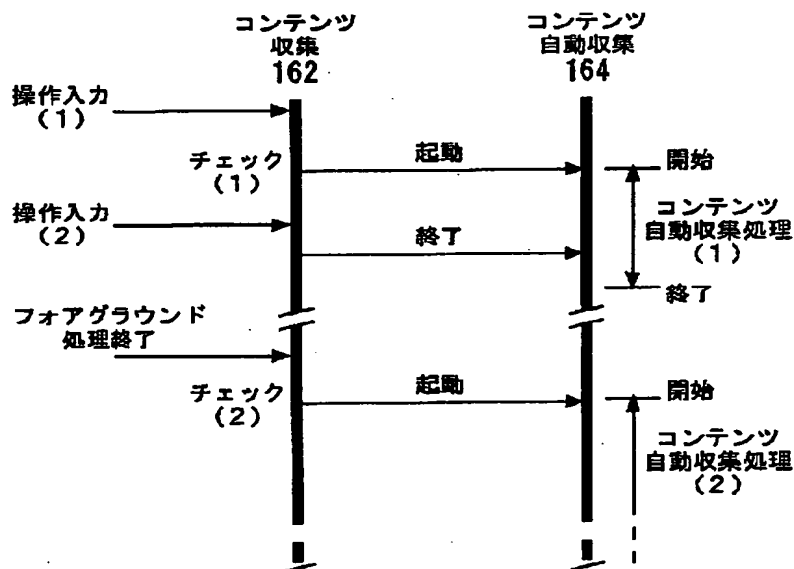 コンテンツ
収集
162
コンテンツ
自動収集
164
操作入力
(1)
チェック
(1)
起動
開始
操作入力
(2)
終了
コンテンツ
自動収集処理
(1)
終了
フォアグラウンド
処理終了
チェック
(2)
起動
開始
コンテンツ
自動収集処理
(2)